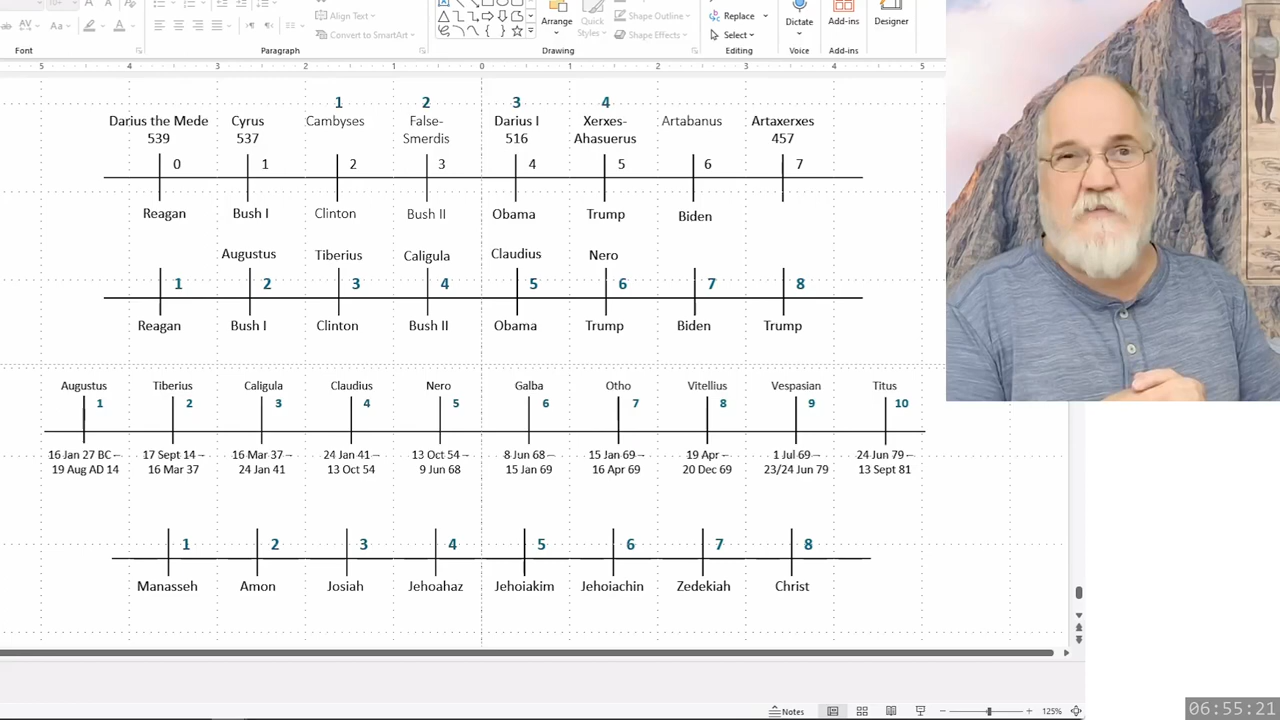 Aa
Font
Align Text
Convert to SmartArt
Paragraph
Arrange
Quick
Styles
Shape Outline
Shape Effects
Drawing
Replace
Select
Editing
Dictate
Voice
Add-ins
Add-ins
Designer
5 4 3 2 1 0 1 2 3 4 5
1 2 3 4
Darius the Mede Cyrus Cambyses False- Darius I Xerxes- Artabanus Artaxerxes
539 537 Smerdis 516 Ahasuerus 457
0 1 2 3 4 5 6 7
Reagan Bush I Clinton Bush II Obama Trump Biden
Augustus Tiberius Caligula Claudius Nero
1 2 3 4 5 6 7 8
Reagan Bush I Clinton Bush II Obama Trump Biden Trump
Augustus Tiberius Caligula Claudius Nero Galba Otho Vitellius Vespasian Titus
1 2 3 4 5 6 7 8 9 10
16 Jan 27 BC – 17 Sept 14 – 16 Mar 37 – 24 Jan 41 – 13 Oct 54 – 8 Jun 68 – 15 Jan 69 – 19 Apr – 1 Jul 69 – 24 Jun 79 –
19 Aug AD 14 16 Mar 37 24 Jan 41 13 Oct 54 9 Jun 68 15 Jan 69 16 Apr 69 20 Dec 69 23/24 Jun 79 13 Sept 81
1 2 3 4 5 6 7 8
Manasseh Amon Josiah Jehoahaz Jehoiakim Jehoiachin Zedekiah Christ
Notes
125%
06:55:21